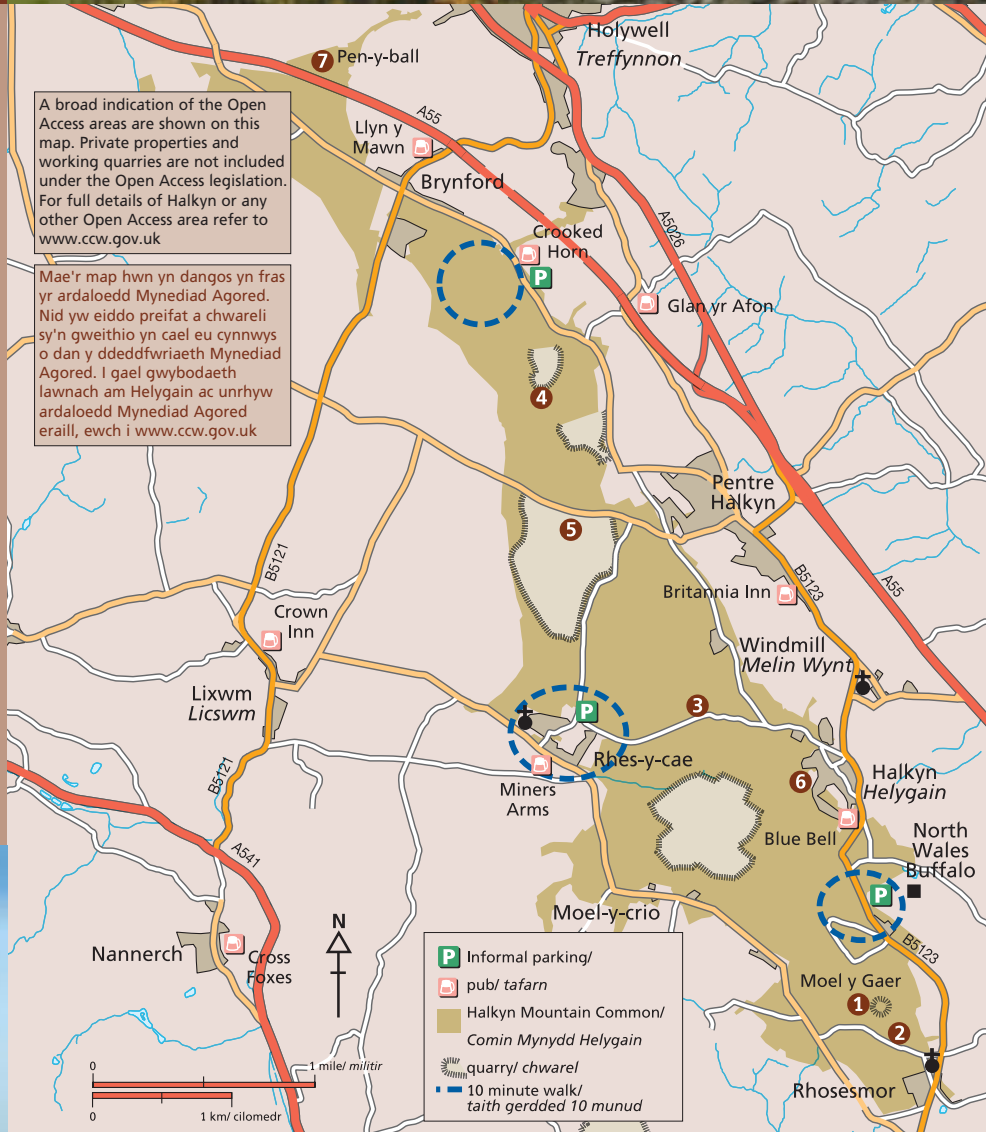 Holywell
Treffynnon
7 Pen-y-ball
A broad indication of the Open
Access areas are shown on this
map. Private properties and
working quarries are not included
under the Open Access legislation.
For full details of Halkyn or any
other Open Access area refer to
www.ccw.gov.uk
A55
Llyn y
Mawn
Brynford
Crooked
Horn
P
A5026
Glan yr Afon
Mae'r map hwn yn dangos yn fras
yr ardaloedd Mynediad Agored.
Nid yw eiddo preifat a chwareli
sy'n gweithio yn cael eu cynnwys
o dan y ddeddfwriaeth Mynediad
Agored. I gael gwybodaeth
lawnach am Helygain ac unrhyw
ardaloedd Mynediad Agored
eraill, ewch i www.ccw.gov.uk
4
Pentre
Halkyn
5
B5121
B5123
A55
Britannia Inn
Crown
Inn
Windmill
Melin Wynt
Lixwm
Licswm
3
P
Rhes-y-cae
Miners
Arms
B5121
6
Halkyn
Helygain
Blue Bell
North
Wales
Buffalo
A541
P
Moel-y-crio
B5123
Nannerch
Cross
Foxes
N
Moel y Gaer
1
2
Rhosesmor
P Informal parking/
pub/ tafarn
Halkyn Mountain Common/
Comin Mynydd Helygain
quarry/ chwarel
10 minute walk/
taith gerdded 10 munud
0 1 mile/ militir
0 1 km/ cilomedr